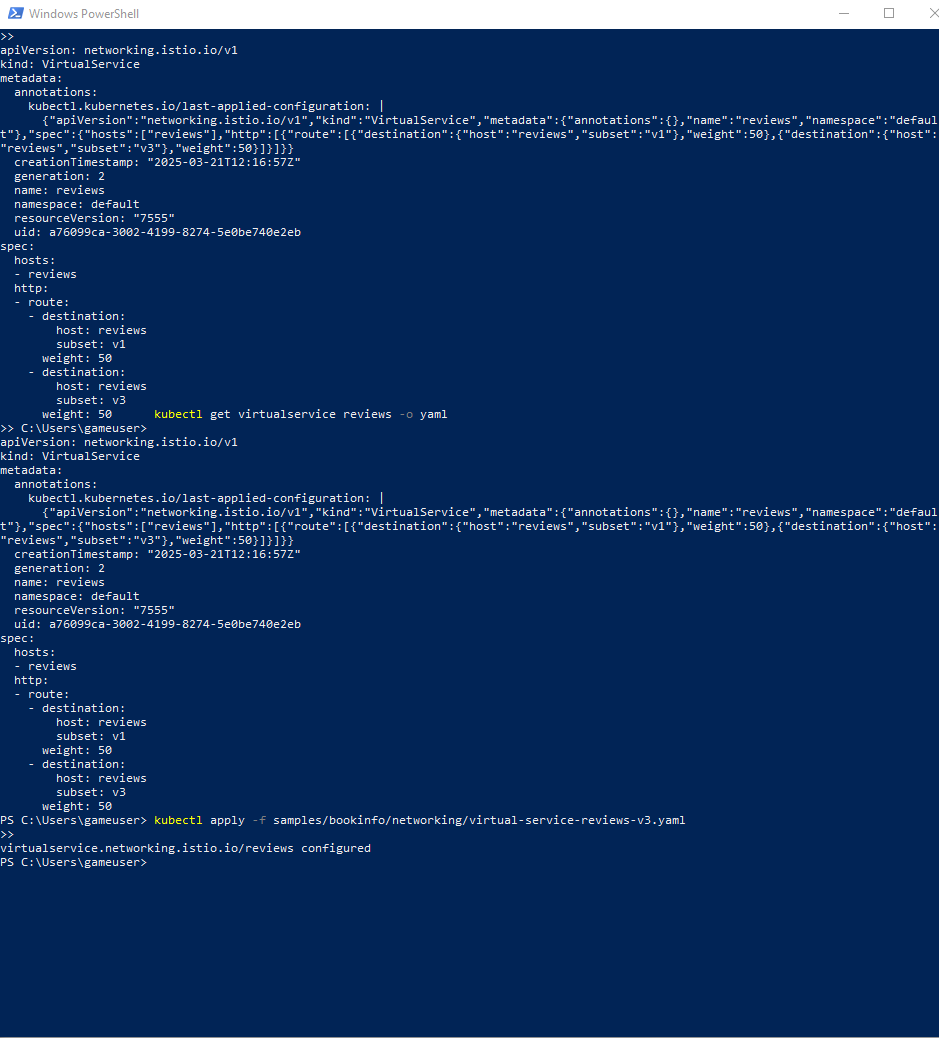 Windows PowerShell
>>
apiVersion: networking.istio.io/v1
kind: VirtualService
metadata:
  annotations:
    kubectl.kubernetes.io/last-applied-configuration: |
      {"apiVersion":"networking.istio.io/v1","kind":"VirtualService","metadata":{"annotations":{},"name":"reviews","namespace":"defaul
t"},"spec":{"hosts":["reviews"],"http":[{"route":[{"destination":{"host":"reviews","subset":"v1"},"weight":50},{"destination":{"host":
"reviews","subset":"v3"},"weight":50}]}]}}
  creationTimestamp: "2025-03-21T12:16:57Z"
  generation: 2
  name: reviews
  namespace: default
  resourceVersion: "7555"
  uid: a76099ca-3002-4199-8274-5e0be740e2eb
spec:
  hosts:
  - reviews
  http:
  - route:
    - destination:
        host: reviews
        subset: v1
      weight: 50
    - destination:
        host: reviews
        subset: v3
      weight: 50      kubectl get virtualservice reviews -o yaml
>> C:\Users\gameuser>
apiVersion: networking.istio.io/v1
kind: VirtualService
metadata:
  annotations:
    kubectl.kubernetes.io/last-applied-configuration: |
      {"apiVersion":"networking.istio.io/v1","kind":"VirtualService","metadata":{"annotations":{},"name":"reviews","namespace":"defaul
t"},"spec":{"hosts":["reviews"],"http":[{"route":[{"destination":{"host":"reviews","subset":"v1"},"weight":50},{"destination":{"host":
"reviews","subset":"v3"},"weight":50}]}]}}
  creationTimestamp: "2025-03-21T12:16:57Z"
  generation: 2
  name: reviews
  namespace: default
  resourceVersion: "7555"
  uid: a76099ca-3002-4199-8274-5e0be740e2eb
spec:
  hosts:
  - reviews
  http:
  - route:
    - destination:
        host: reviews
        subset: v1
      weight: 50
    - destination:
        host: reviews
        subset: v3
      weight: 50
PS C:\Users\gameuser> kubectl apply -f samples/bookinfo/networking/virtual-service-reviews-v3.yaml
>>
virtualservice.networking.istio.io/reviews configured
PS C:\Users\gameuser>